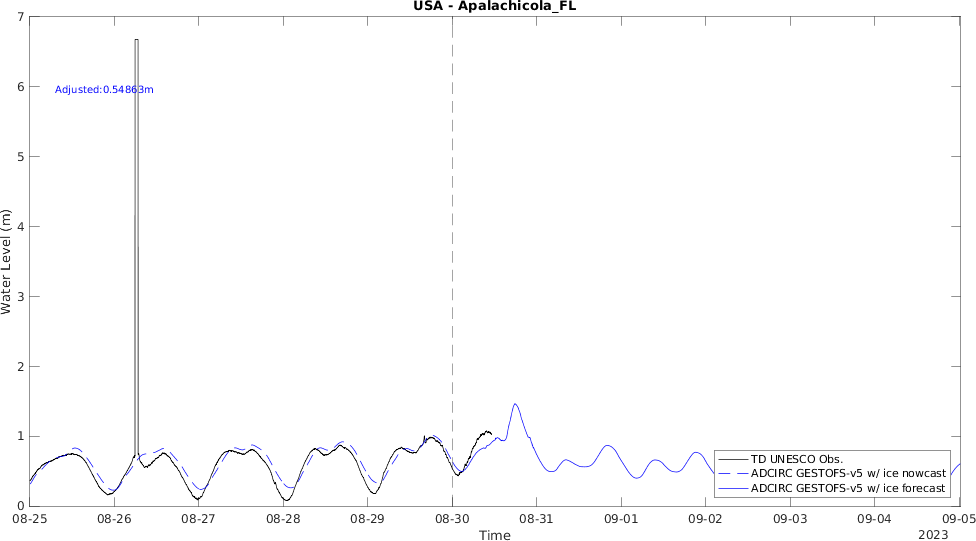 USA - Apalachicola_FL
7
6
5
4
3
2
1
0
Water Level (m)
Adjusted:0.54863m
TD UNESCO Obs.
ADCIRC GESTOFS-v5 w/ ice nowcast
ADCIRC GESTOFS-v5 w/ ice forecast
08-25 08-26 08-27 08-28 08-29 08-30 08-31 09-01 09-02 09-03 09-04 09-05
Time
2023